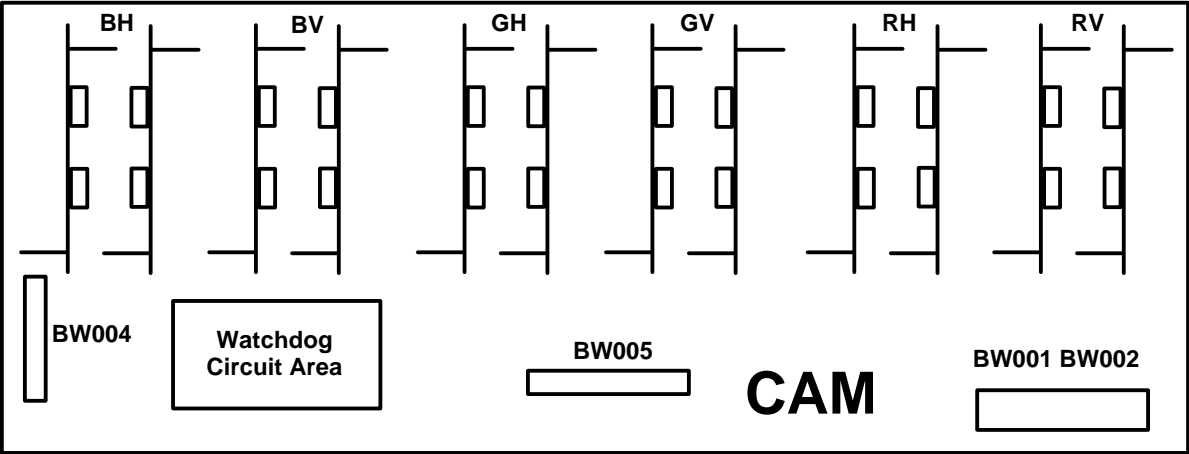 BH BV GH GV RH RV
BW004
Watchdog
Circuit Area
BW005
CAM
BW001 BW002